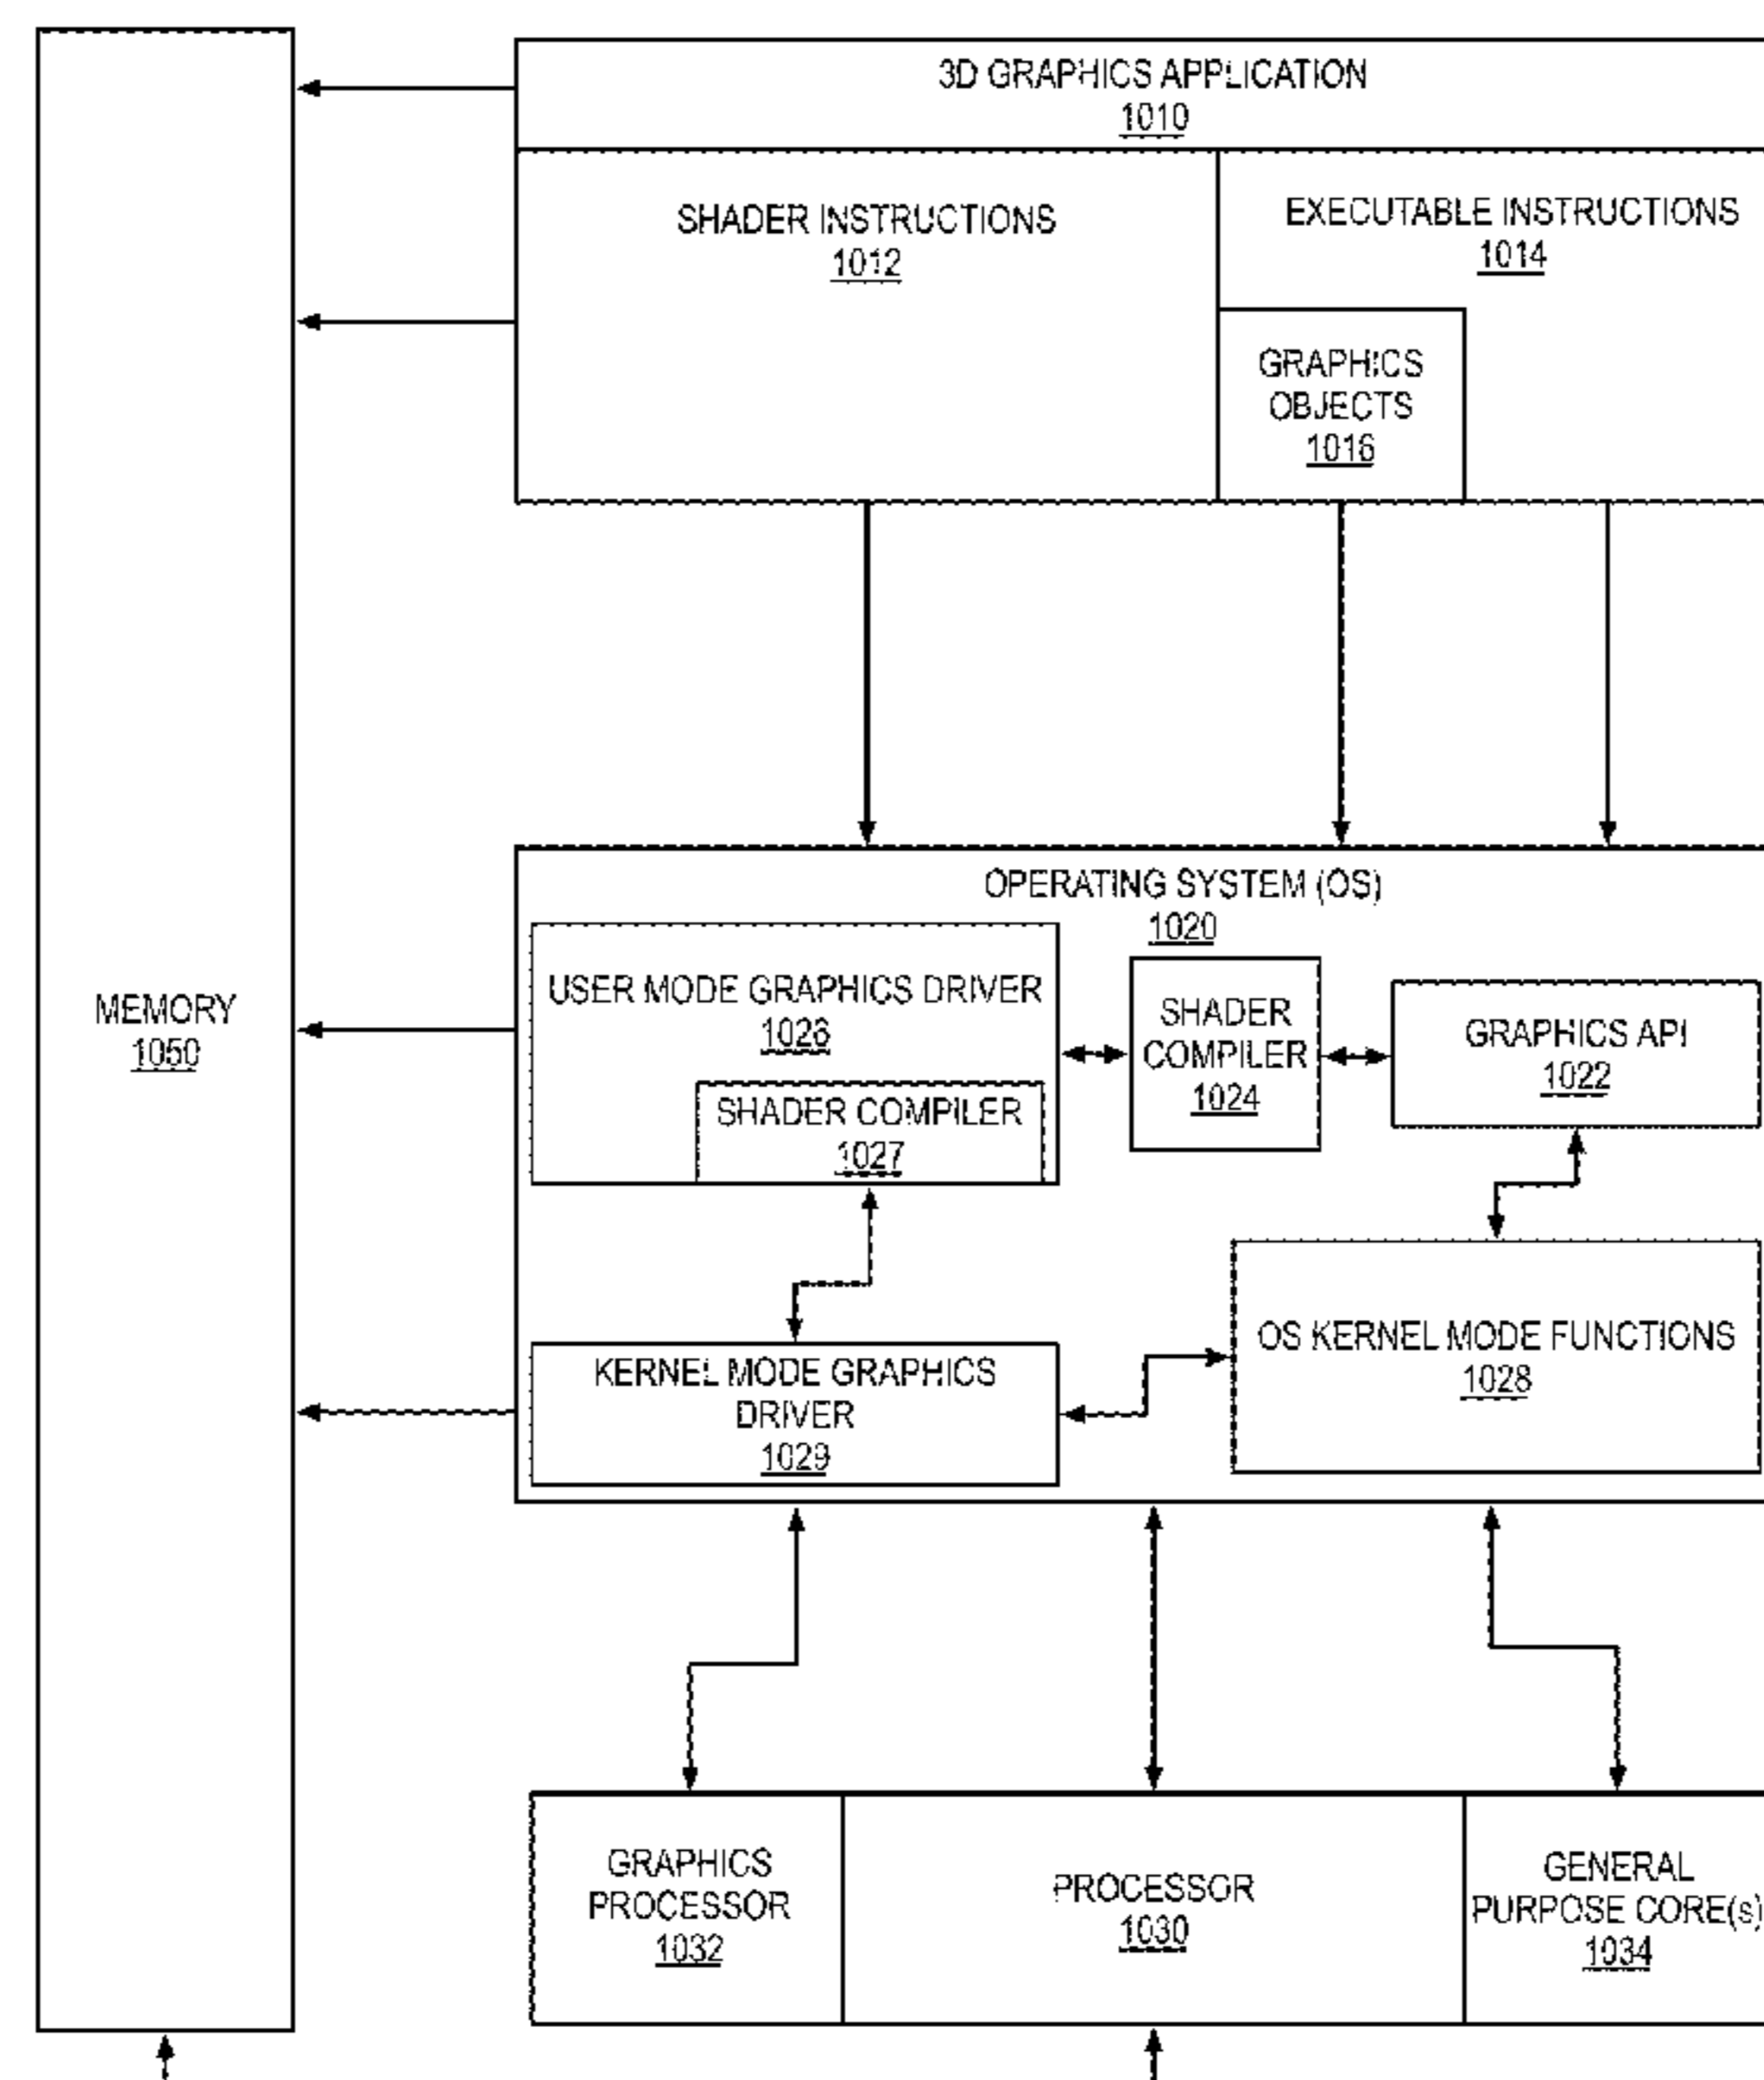 3D GRAPHICS APPLICATION
1010
SHADER INSTRUCTIONS
1012
EXECUTABLE INSTRUCTIONS
1014
GRAPHICS
OBJECTS
1016
OPERATING SYSTEM (OS)
1020
USER MODE GRAPHICS DRIVER
1026
SHADER
COMPILER
1024
GRAPHICS API
1022
SHADER COMPILER
1027
MEMORY
1050
OS KERNEL MODE FUNCTIONS
1028
KERNEL MODE GRAPHICS
DRIVER
1029
GRAPHICS
PROCESSOR
1032
PROCESSOR
1030
GENERAL
PURPOSE CORE(s)
1034